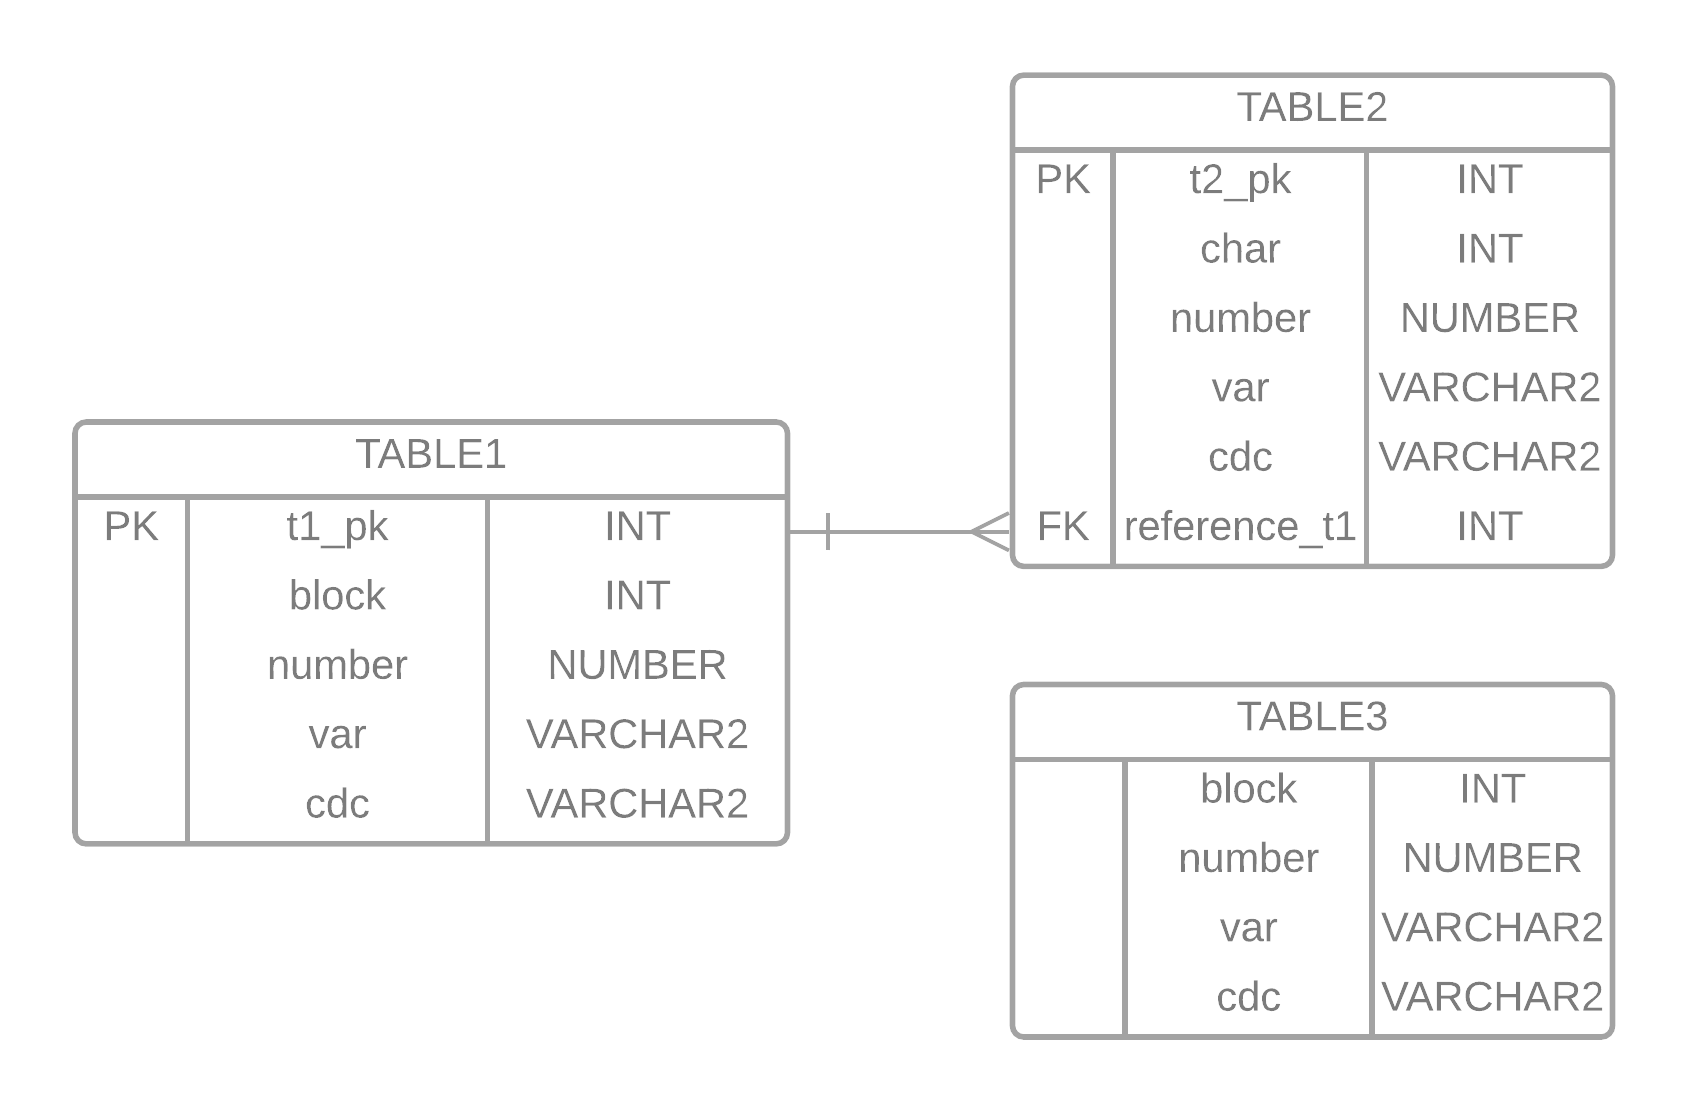 TABLE1
PK t1_pk INT
block INT
number NUMBER
var VARCHAR2
cdc VARCHAR2
TABLE2
PK t2_pk INT
char INT
number NUMBER
var VARCHAR2
cdc VARCHAR2
FK reference_t1 INT
TABLE3
block INT
number NUMBER
var VARCHAR2
cdc VARCHAR2